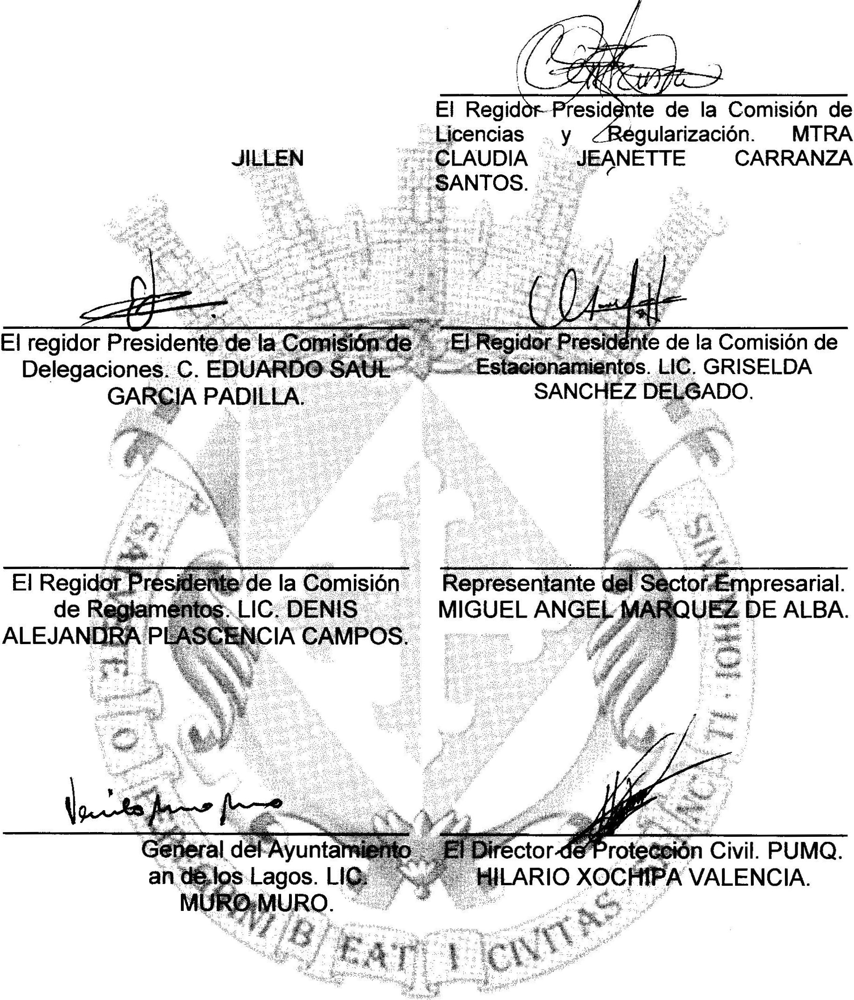 El Regidor Presidente de la Comisión de
Licencias y Regularización. MTRA
CLAUDIA JEANETTE CARRANZA
SANTOS.
JILLEN
El regidor Presidente de la Comisión de
Delegaciones. C. EDUARDO SAUL
GARCIA PADILLA.
El Regidor Presidente de la Comisión de
Estacionamientos. LIC. GRISELDA
SANCHEZ DELGADO.
El Regidor Presidente de la Comisión
de Reglamentos. LIC. DENIS
ALEJANDRA PLASCENCIA CAMPOS.
Representante del Sector Empresarial.
MIGUEL ANGEL MARQUEZ DE ALBA.
General del Ayuntamiento
an de los Lagos. LIC.
MURO MURO.
El Director de Protección Civil. PUMQ.
HILARIO XOCHIPA VALENCIA.
CIVITAS